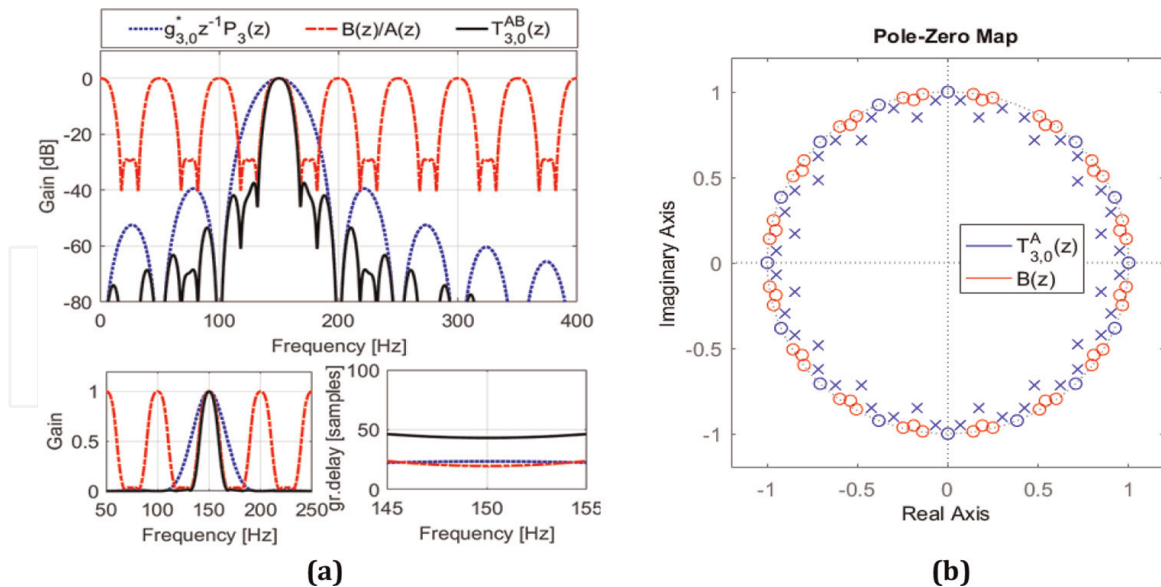 g*3,0 z-1P3(z) B(z)/A(z) TAB3,0(z)
0
-20
-40
-60
-80
Gain [dB]
0 100 200 300 400
Frequency [Hz]
1
0.5
0
Gain
50 100 150 200 250
Frequency [Hz]
100
50
0
gr.delay [samples]
145 150 155
Frequency [Hz]
(a)
Pole-Zero Map
1
0.5
0
-0.5
-1
Imaginary Axis
TA3,0(z)
B(z)
-1 -0.5 0 0.5 1
Real Axis
(b)